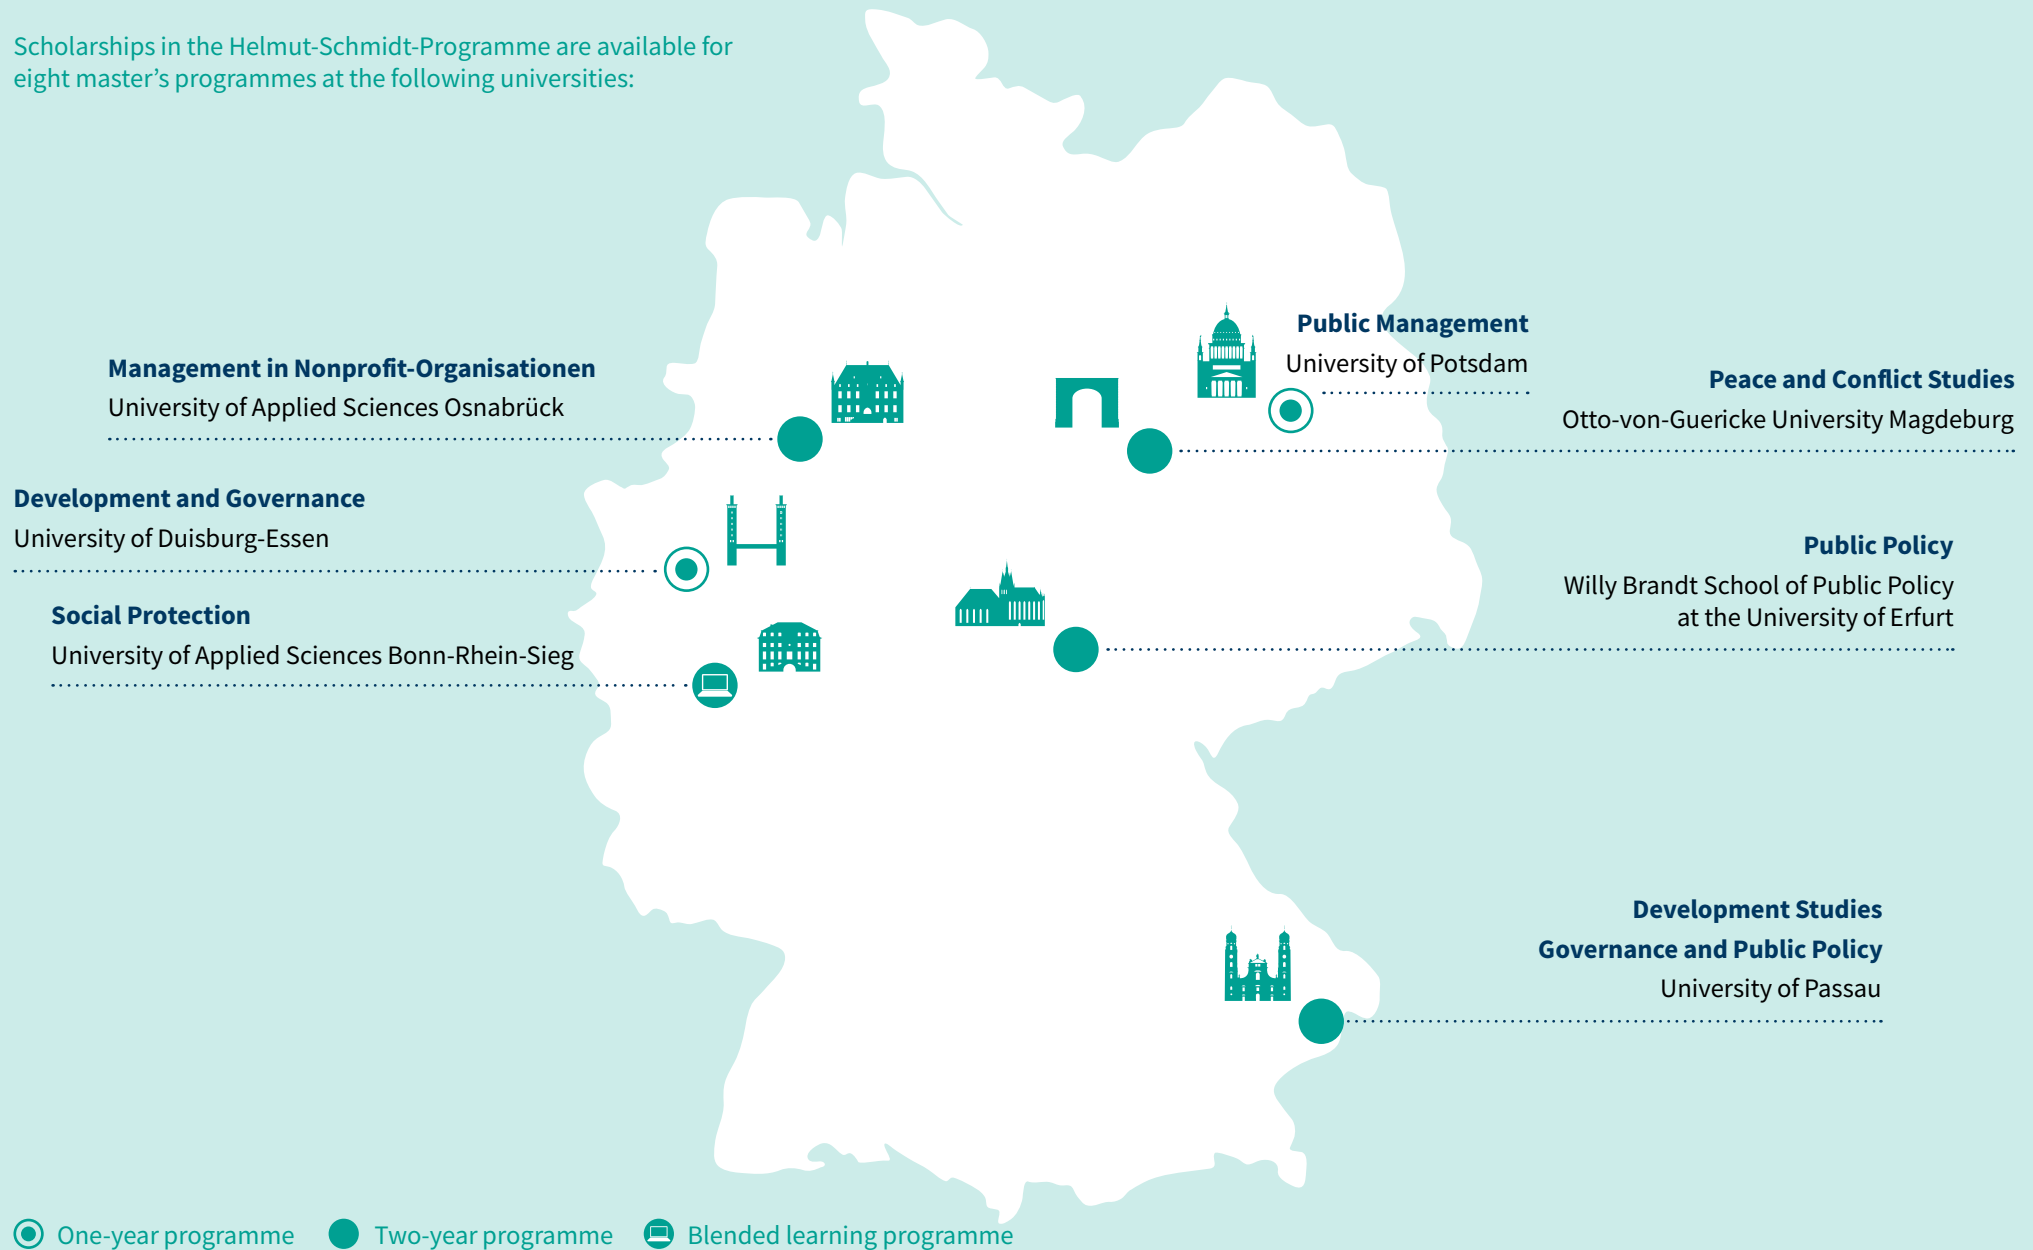 Scholarships in the Helmut-Schmidt-Programme are available for
eight master's programmes at the following universities:
Public Management
University of Potsdam
Management in Nonprofit-Organisationen
University of Applied Sciences Osnabrück
Peace and Conflict Studies
Otto-von-Guericke University Magdeburg
Development and Governance
University of Duisburg-Essen
Public Policy
Willy Brandt School of Public Policy
at the University of Erfurt
Social Protection
University of Applied Sciences Bonn-Rhein-Sieg
Development Studies
Governance and Public Policy
University of Passau
One-year programme
Two-year programme
Blended learning programme